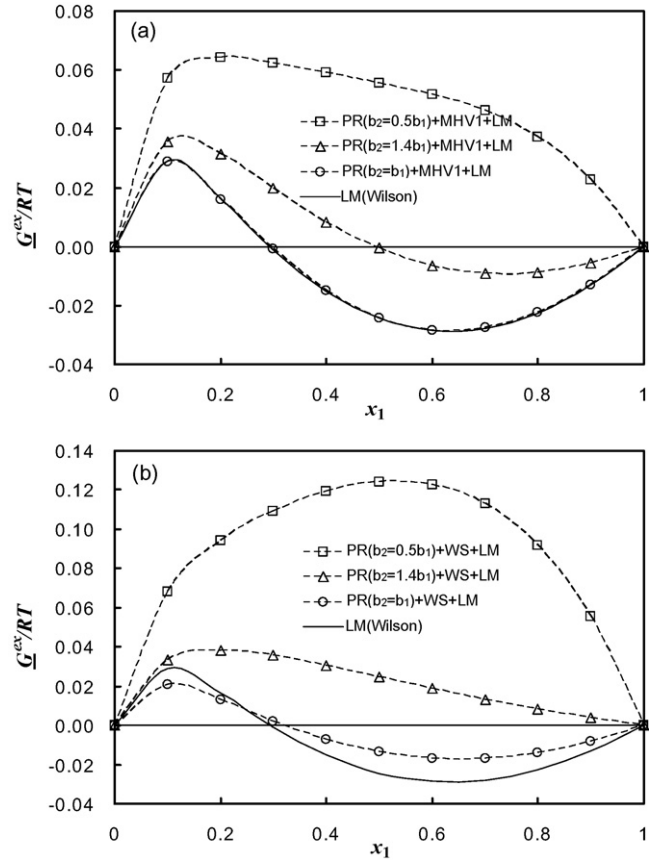 0.08
(a)
0.06
0.04
0.02
0.00
-0.02
-0.04
G^ex/RT
PR(b₂=0.5b₁)+MHV1+LM
PR(b₂=1.4b₁)+MHV1+LM
PR(b₂=b₁)+MHV1+LM
LM(Wilson)
0 0.2 0.4 0.6 0.8 1
x₁
0.14
(b)
0.12
0.10
0.08
0.06
0.04
0.02
0.00
-0.02
-0.04
G^ex/RT
PR(b₂=0.5b₁)+WS+LM
PR(b₂=1.4b₁)+WS+LM
PR(b₂=b₁)+WS+LM
LM(Wilson)
0 0.2 0.4 0.6 0.8 1
x₁